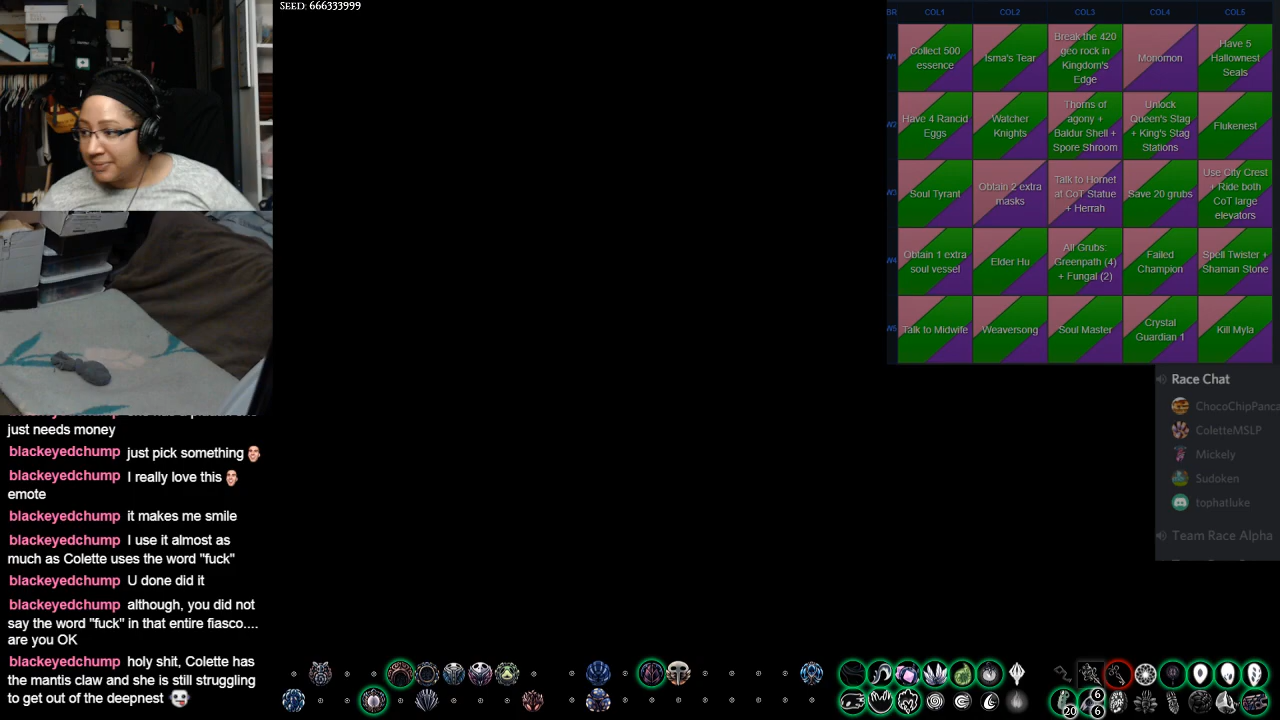 SEED: 666333999
BR
COL1
COL2
COL3
COL4
COL5
Collect 500
essence
Isma's Tear
Break the 420
geo rock in
Kingdom's
Edge
Monomon
Have 5
Hallownest
Seals
Have 4 Rancid
Eggs
Watcher
Knights
Thorns of
agony +
Baldur Shell +
Spore Shroom
Unlock
Queen's Stag
+ King's Stag
Stations
Flukenest
Soul Tyrant
Obtain 2 extra
masks
Talk to Hornet
at CoT Statue
+ Herrah
Save 20 grubs
Use City Crest
+ Ride both
CoT large
elevators
Obtain 1 extra
soul vessel
Elder Hu
All Grubs:
Greenpath (4)
+ Fungal (2)
Failed
Champion
Spell Twister +
Shaman Stone
Talk to Midwife
Weaversong
Soul Master
Crystal
Guardian 1
Kill Myla
Race Chat
ChocoChipPanca
ColetteMSLP
Mickely
Sudoken
tophatluke
Team Race Alpha
just needs money
blackeyedchump just pick something
blackeyedchump I really love this
emote
blackeyedchump it makes me smile
blackeyedchump I use it almost as
much as Colette uses the word "fuck"
blackeyedchump U done did it
blackeyedchump although, you did not
say the word "fuck" in that entire fiasco....
are you OK
blackeyedchump holy shit, Colette has
the mantis claw and she is still struggling
to get out of the deepnest
20
6
6